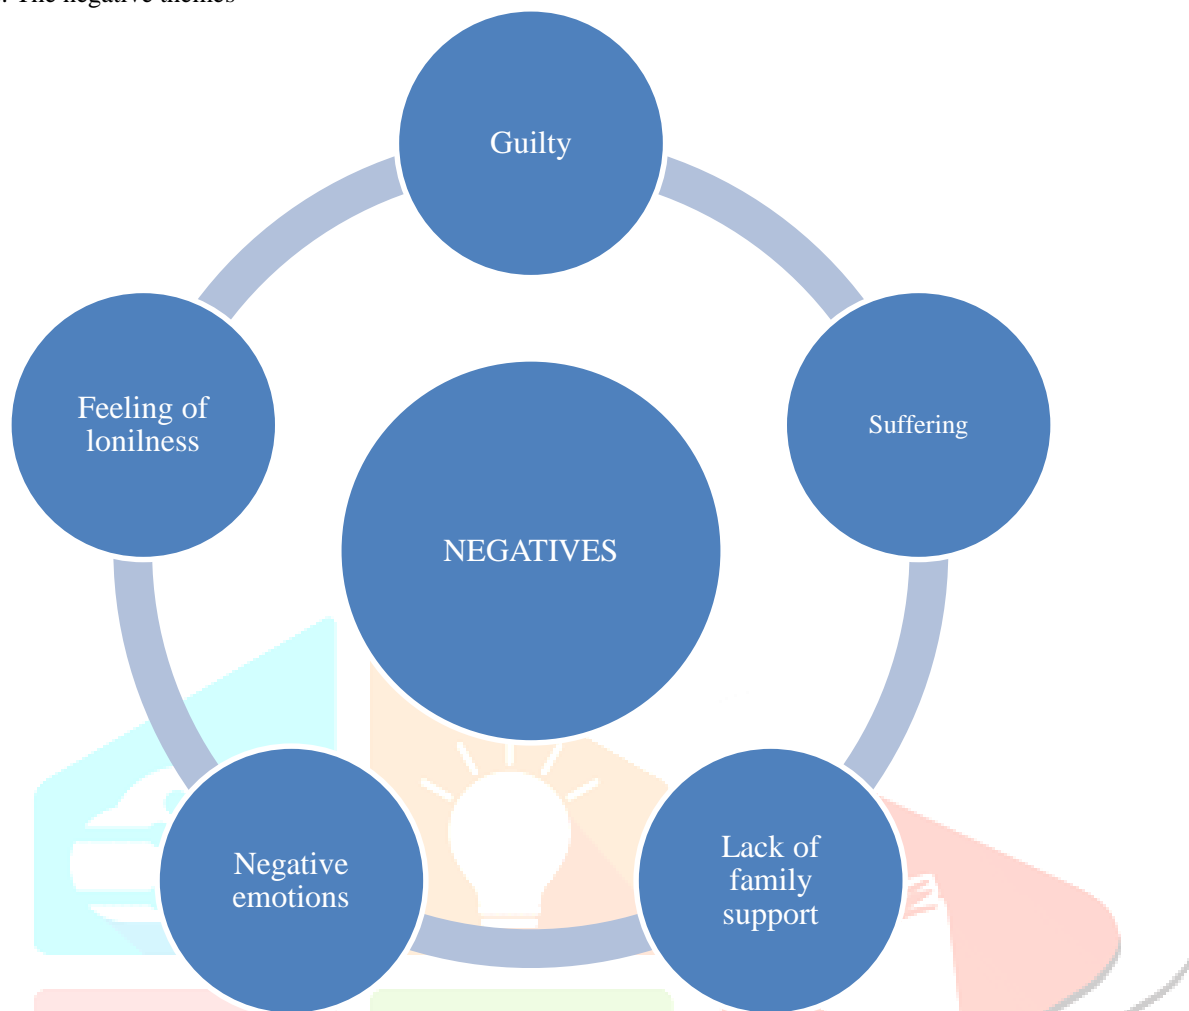 . The negative themes
Guilty
Suffering
Lack of
family
support
Negative
emotions
Feeling of
lonilness
NEGATIVES